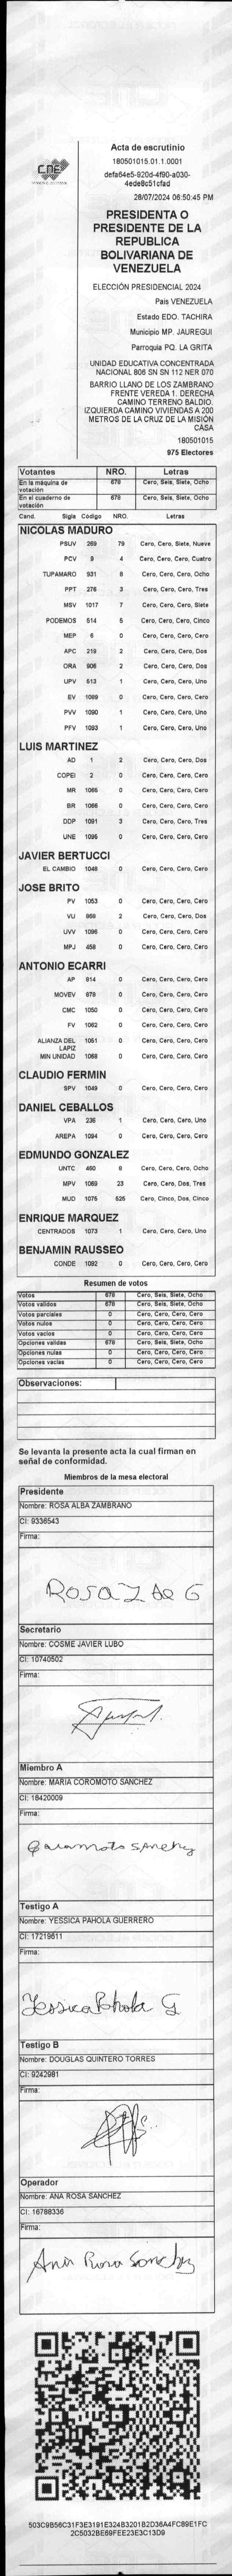 CNE
Acta de escrutinio
180501015.01.1.0001
defa64e5-920d-4f90-a030-
4ede8c51cfad
28/07/2024 06:50:45 PM
PRESIDENTA O
PRESIDENTE DE LA
REPUBLICA
BOLIVARIANA DE
VENEZUELA
ELECCIÓN PRESIDENCIAL 2024
Pais VENEZUELA
Estado EDO. TACHIRA
Municipio MP. JAUREGUI
Parroquia PQ. LA GRITA
UNIDAD EDUCATIVA CONCENTRADA
NACIONAL 806 SN SN 112 NER 070
BARRIO LLANO DE LOS ZAMBRANO
FRENTE VEREDA 1. DERECHA
CAMINO TERRENO BALDIO.
IZQUIERDA CAMINO VIVIENDAS A 200
METROS DE LA CRUZ DE LA MISIÓN
CASA
180501015
975 Electores
Votantes NRO. Letras
En la máquina de votación 678 Cero, Seis, Siete, Ocho
En el cuaderno de votación 678 Cero, Seis, Siete, Ocho
Cand. Sigla Código NRO. Letras
NICOLAS MADURO
PSUV 269 79 Cero, Cero, Siete, Nueve
PCV 9 4 Cero, Cero, Cero, Cuatro
TUPAMARO 931 8 Cero, Cero, Cero, Ocho
PPT 276 3 Cero, Cero, Cero, Tres
MSV 1017 7 Cero, Cero, Cero, Siete
PODEMOS 514 5 Cero, Cero, Cero, Cinco
MEP 6 0 Cero, Cero, Cero, Cero
APC 219 2 Cero, Cero, Cero, Dos
ORA 906 2 Cero, Cero, Cero, Dos
UPV 513 1 Cero, Cero, Cero, Uno
EV 1089 0 Cero, Cero, Cero, Cero
PVV 1090 1 Cero, Cero, Cero, Uno
PFV 1093 1 Cero, Cero, Cero, Uno
LUIS MARTINEZ
AD 1 2 Cero, Cero, Cero, Dos
COPEI 2 0 Cero, Cero, Cero, Cero
MR 1065 0 Cero, Cero, Cero, Cero
BR 1066 0 Cero, Cero, Cero, Cero
DDP 1091 3 Cero, Cero, Cero, Tres
UNE 1095 0 Cero, Cero, Cero, Cero
JAVIER BERTUCCI
EL CAMBIO 1048 0 Cero, Cero, Cero, Cero
JOSE BRITO
PV 1053 0 Cero, Cero, Cero, Cero
VU 969 2 Cero, Cero, Cero, Dos
UVV 1096 0 Cero, Cero, Cero, Cero
MPJ 458 0 Cero, Cero, Cero, Cero
ANTONIO ECARRI
AP 814 0 Cero, Cero, Cero, Cero
MOVEV 878 0 Cero, Cero, Cero, Cero
CMC 1050 0 Cero, Cero, Cero, Cero
FV 1062 0 Cero, Cero, Cero, Cero
ALIANZA DEL LAPIZ 1061 0 Cero, Cero, Cero, Cero
MIN UNIDAD 1068 0 Cero, Cero, Cero, Cero
CLAUDIO FERMIN
SPV 1049 0 Cero, Cero, Cero, Cero
DANIEL CEBALLOS
VPA 236 1 Cero, Cero, Cero, Uno
AREPA 1094 0 Cero, Cero, Cero, Cero
EDMUNDO GONZALEZ
UNTC 460 8 Cero, Cero, Cero, Ocho
MPV 1069 23 Cero, Cero, Dos, Tres
MUD 1075 525 Cero, Cinco, Dos, Cinco
ENRIQUE MARQUEZ
CENTRADOS 1073 1 Cero, Cero, Cero, Uno
BENJAMIN RAUSSEO
CONDE 1092 0 Cero, Cero, Cero, Cero
Resumen de votos
Votos 678 Cero, Seis, Siete, Ocho
Votos validos 678 Cero, Seis, Siete, Ocho
Votos parciales 0 Cero, Cero, Cero, Cero
Votos nulos 0 Cero, Cero, Cero, Cero
Votos vacios 0 Cero, Cero, Cero, Cero
Opciones validas 678 Cero, Seis, Siete, Ocho
Opciones nulas 0 Cero, Cero, Cero, Cero
Opciones vacias 0 Cero, Cero, Cero, Cero
Observaciones:
Se levanta la presente acta la cual firman en
señal de conformidad.
Miembros de la mesa electoral
Presidente
Nombre: ROSA ALBA ZAMBRANO
CI: 9336543
Firma:
Rosa Z de G
Secretario
Nombre: COSME JAVIER LUBO
CI: 10740502
Firma:
Miembro A
Nombre: MARIA COROMOTO SANCHEZ
CI: 18420009
Firma:
Coromoto Sanchez
Testigo A
Nombre: YESSICA PAHOLA GUERRERO
CI: 17219611
Firma:
Yessica Pahola G
Testigo B
Nombre: DOUGLAS QUINTERO TORRES
CI: 9242981
Firma:
Operador
Nombre: ANA ROSA SANCHEZ
CI: 16788336
Firma:
Ana Rosa Sanchez
503C9B56C31F3E3191E324B3201B2D36A4FC89E1FC
2C5032BE69FEE23E3C13D9